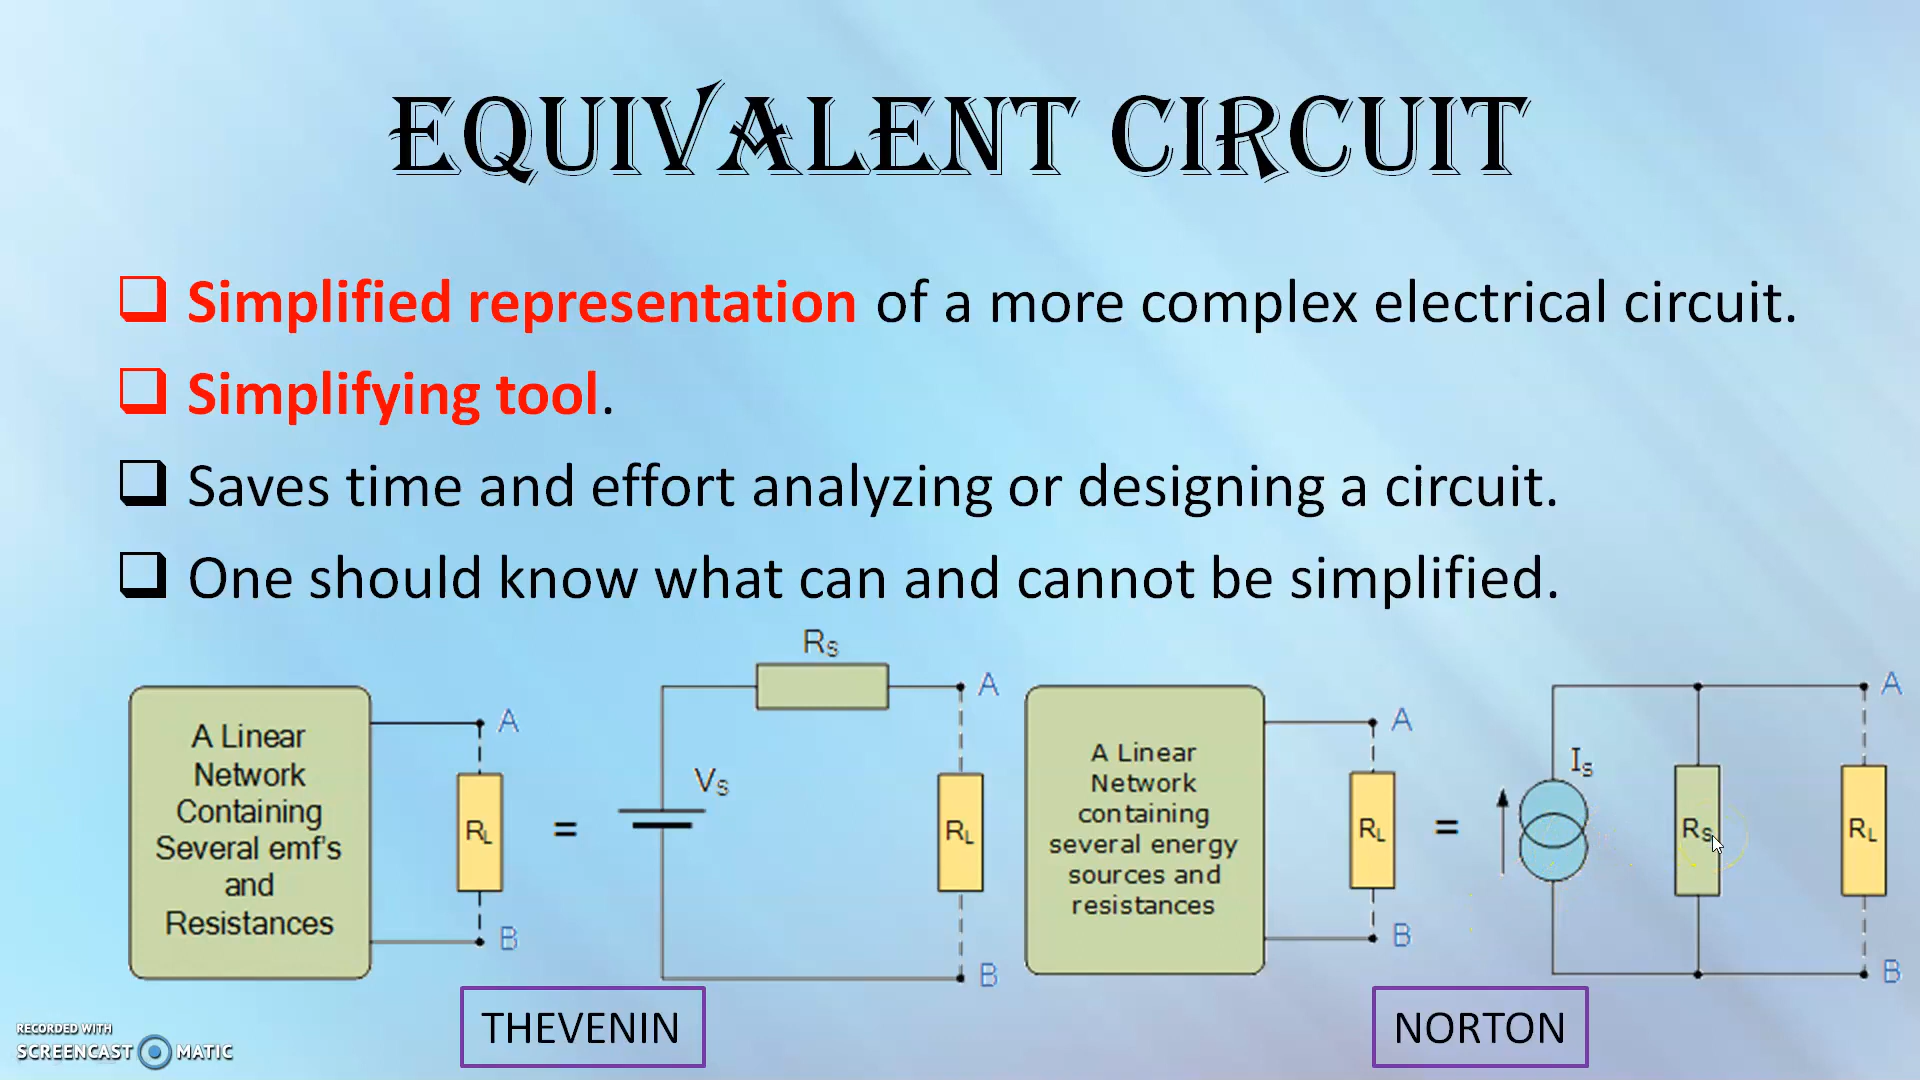 EQUIVALENT CIRCUIT
Simplified representation of a more complex electrical circuit.
Simplifying tool.
Saves time and effort analyzing or designing a circuit.
One should know what can and cannot be simplified.
A Linear
Network
Containing
Several emf's
and
Resistances
A
RL
B
=
RS
VS
A
RL
B
THEVENIN
A Linear
Network
containing
several energy
sources and
resistances
A
RL
B
=
IS
RS
A
RL
B
NORTON
RECORDED WITH
SCREENCAST MATIC